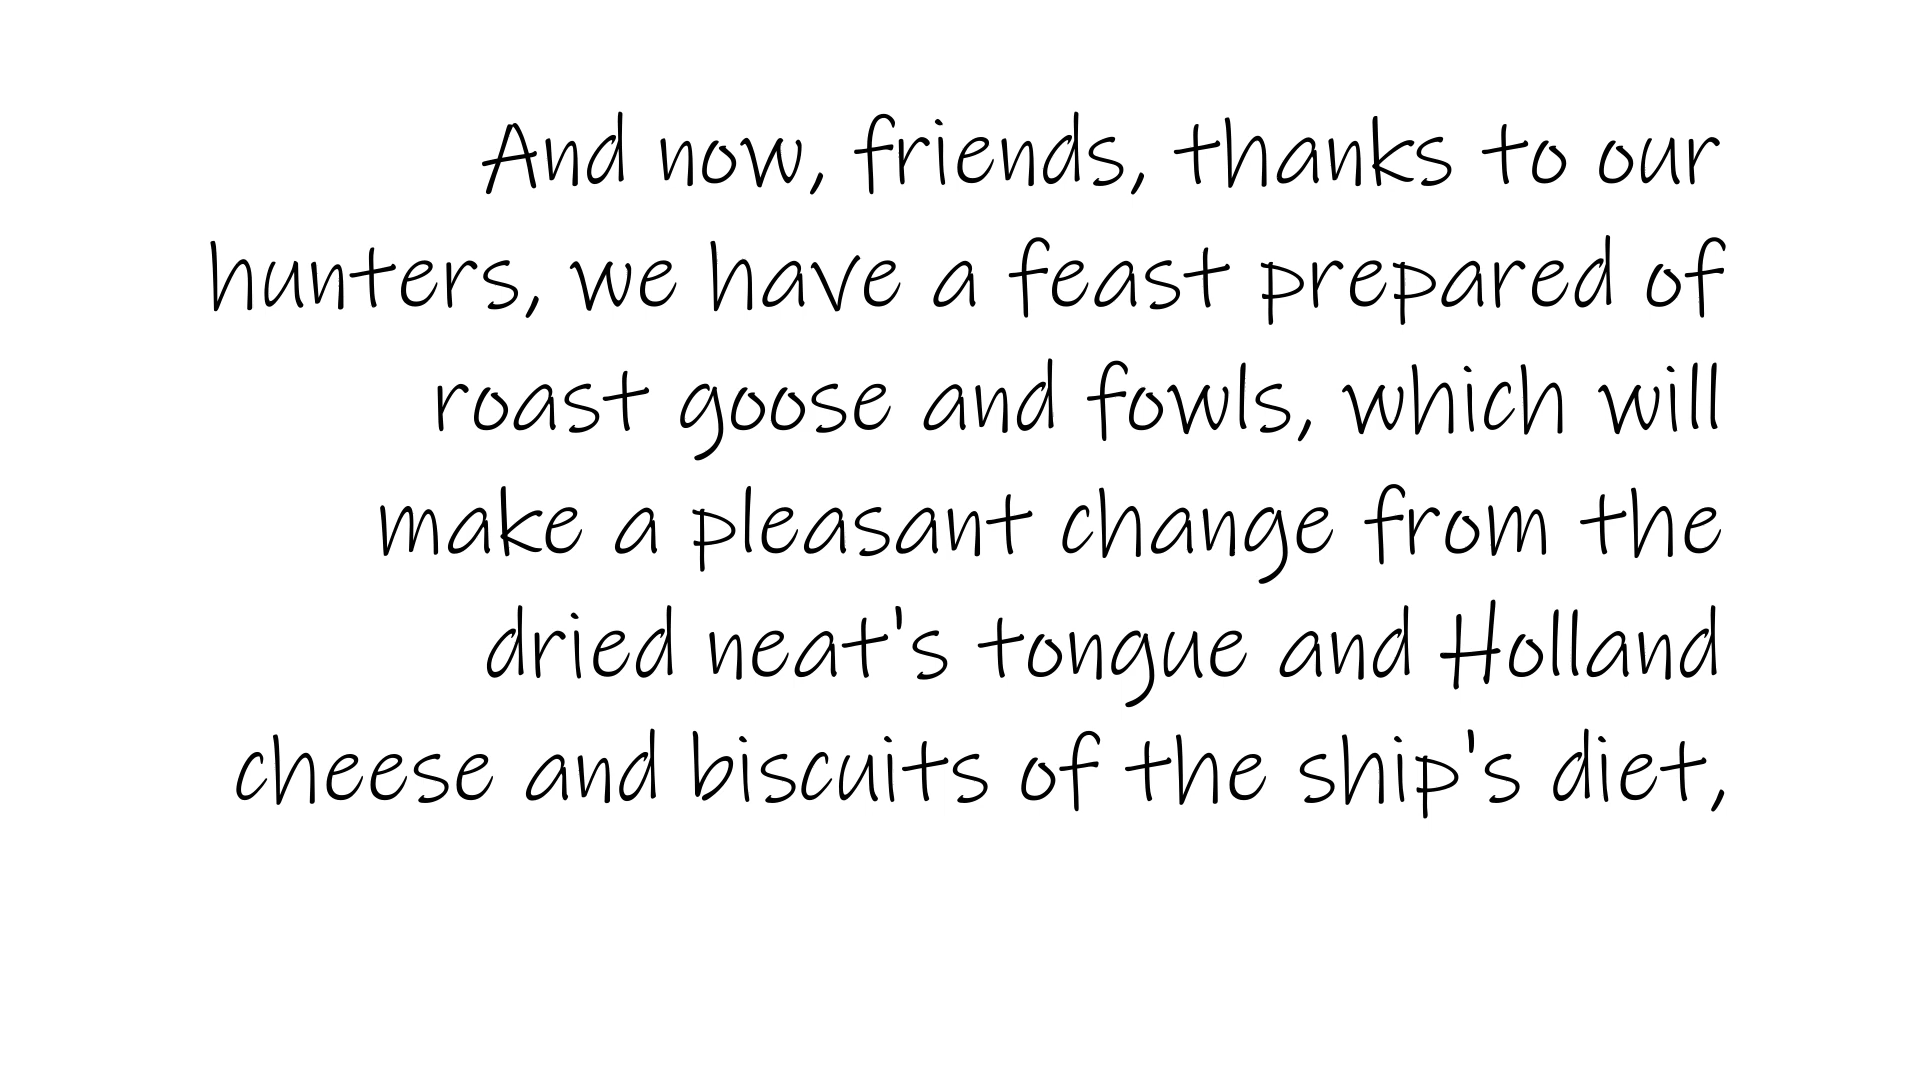 And now, friends, thanks to our
hunters, we have a feast prepared of
roast goose and fowls, which will
make a pleasant change from the
dried neat's tongue and Holland
cheese and biscuits of the ship's diet,